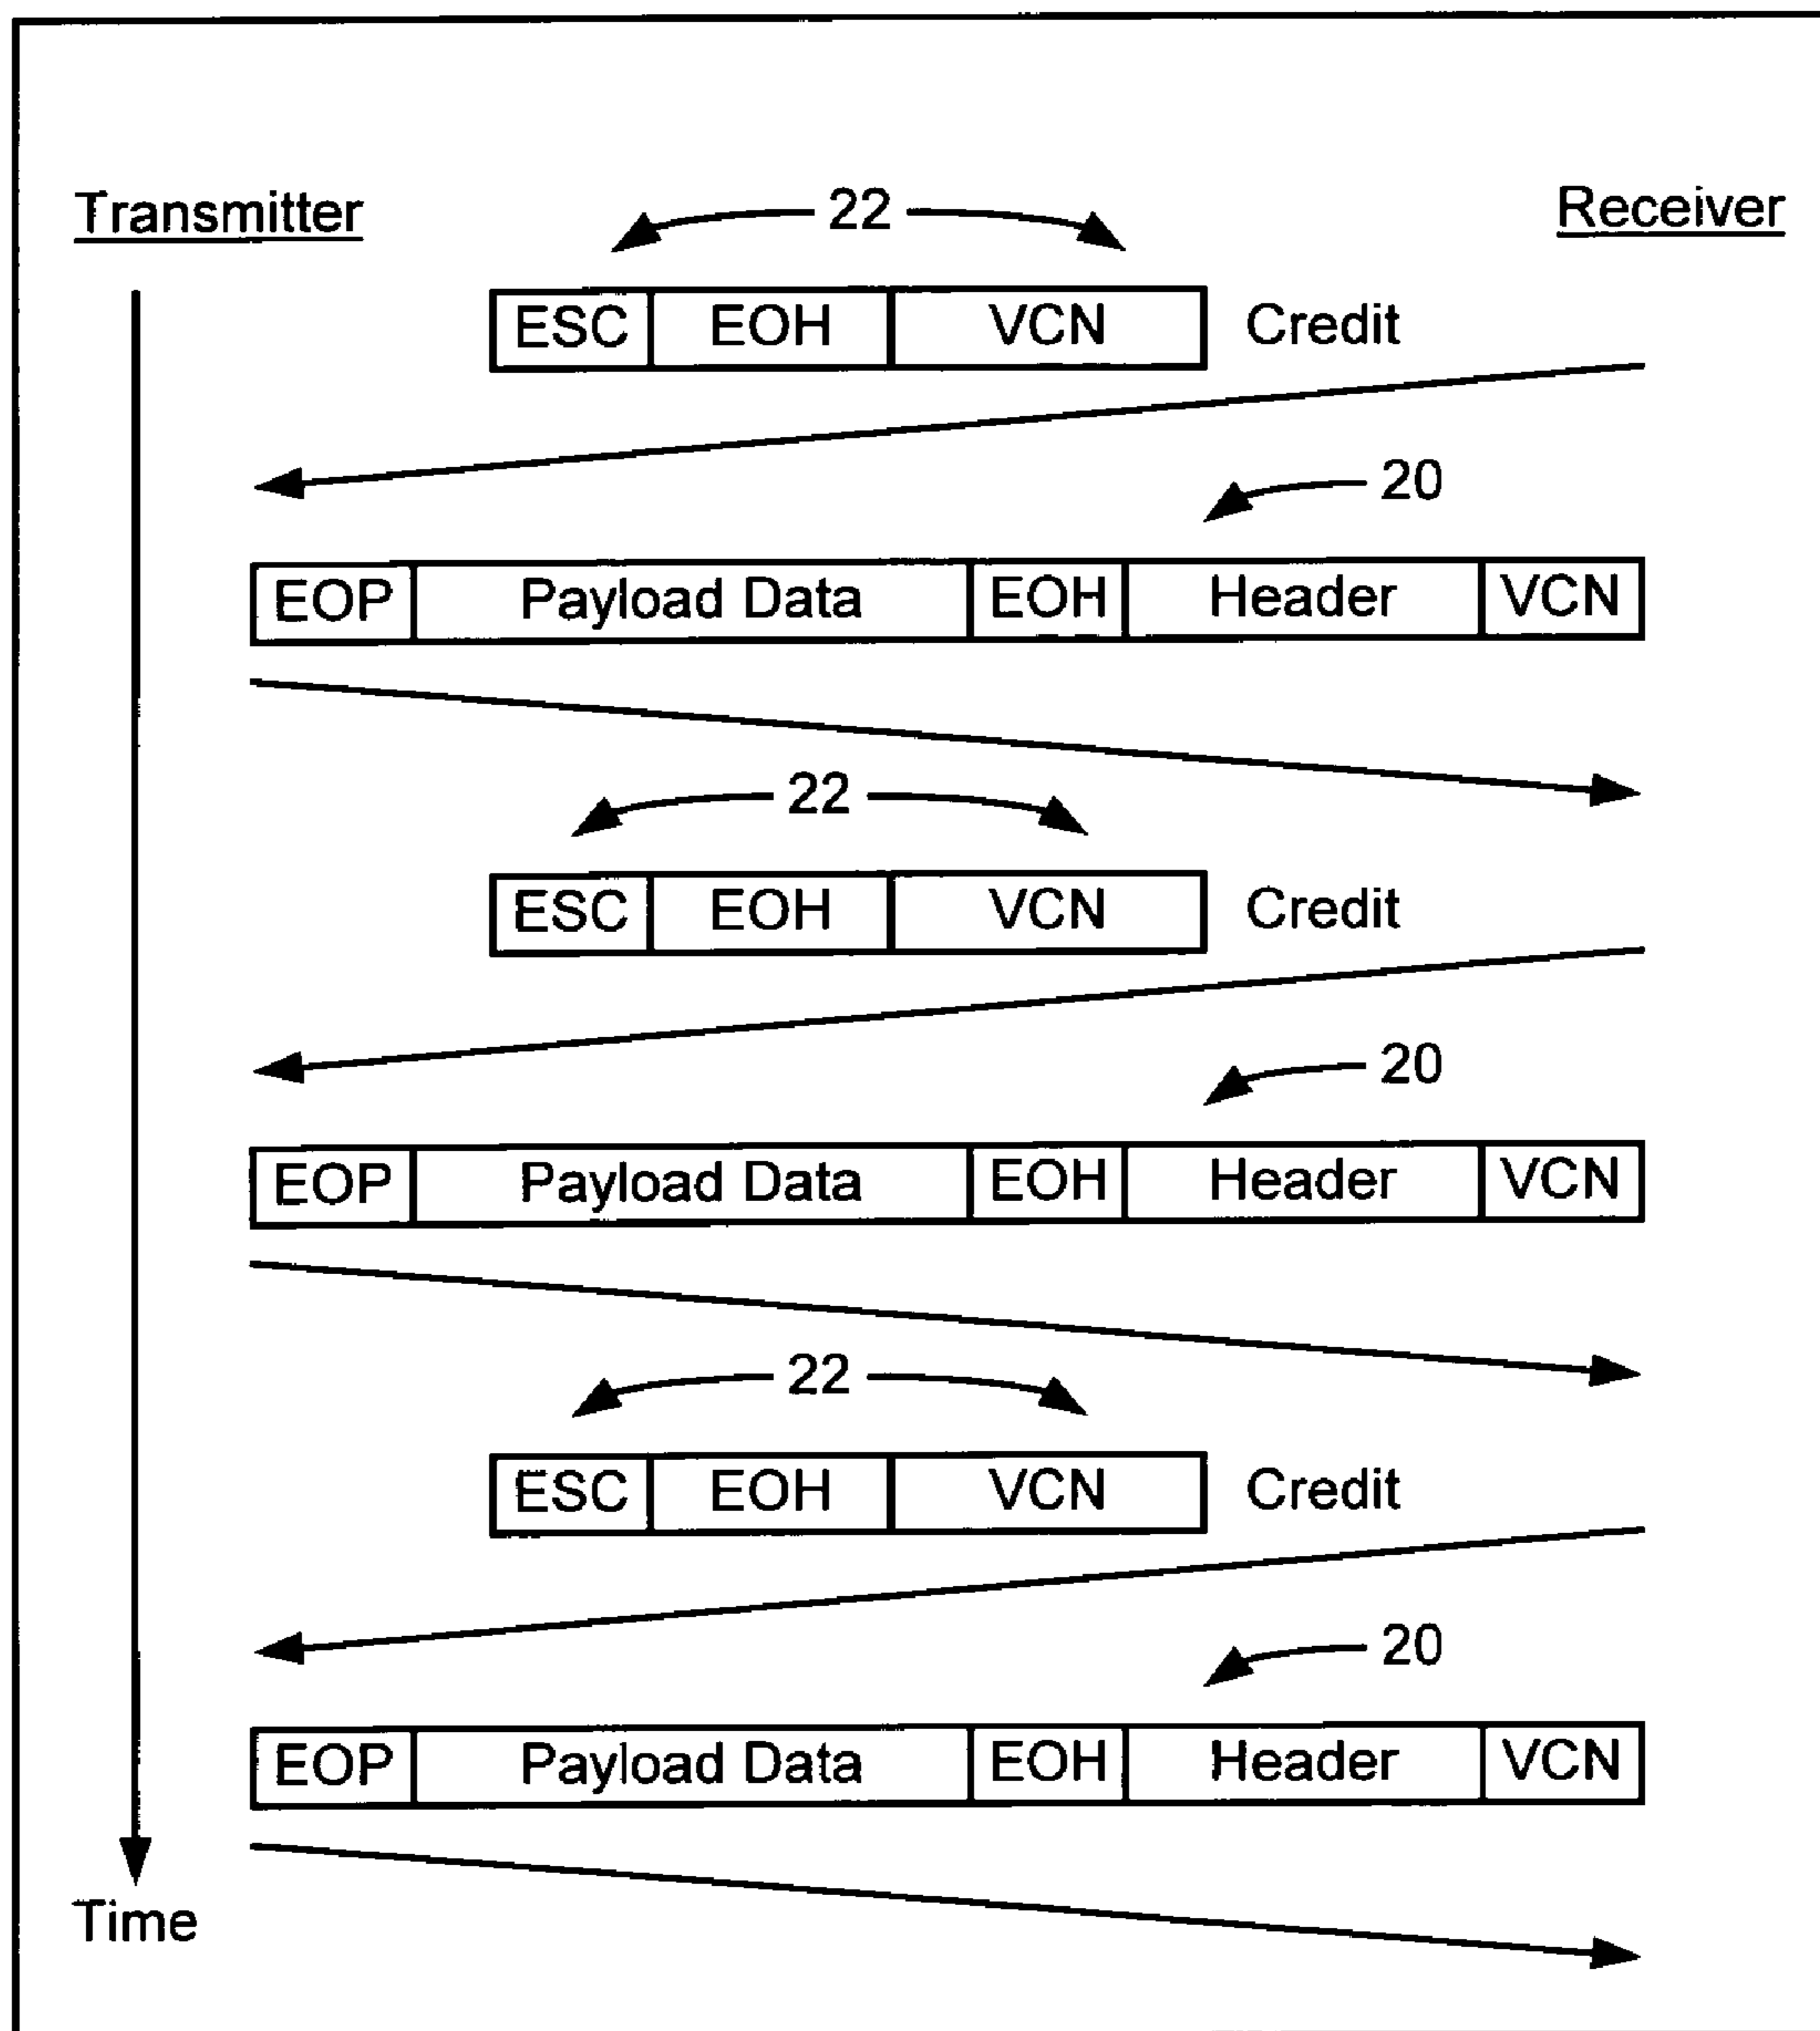 Transmitter 22 Receiver
ESC EOH VCN Credit
20
EOP Payload Data EOH Header VCN
22
ESC EOH VCN Credit
20
EOP Payload Data EOH Header VCN
22
ESC EOH VCN Credit
20
EOP Payload Data EOH Header VCN
Time